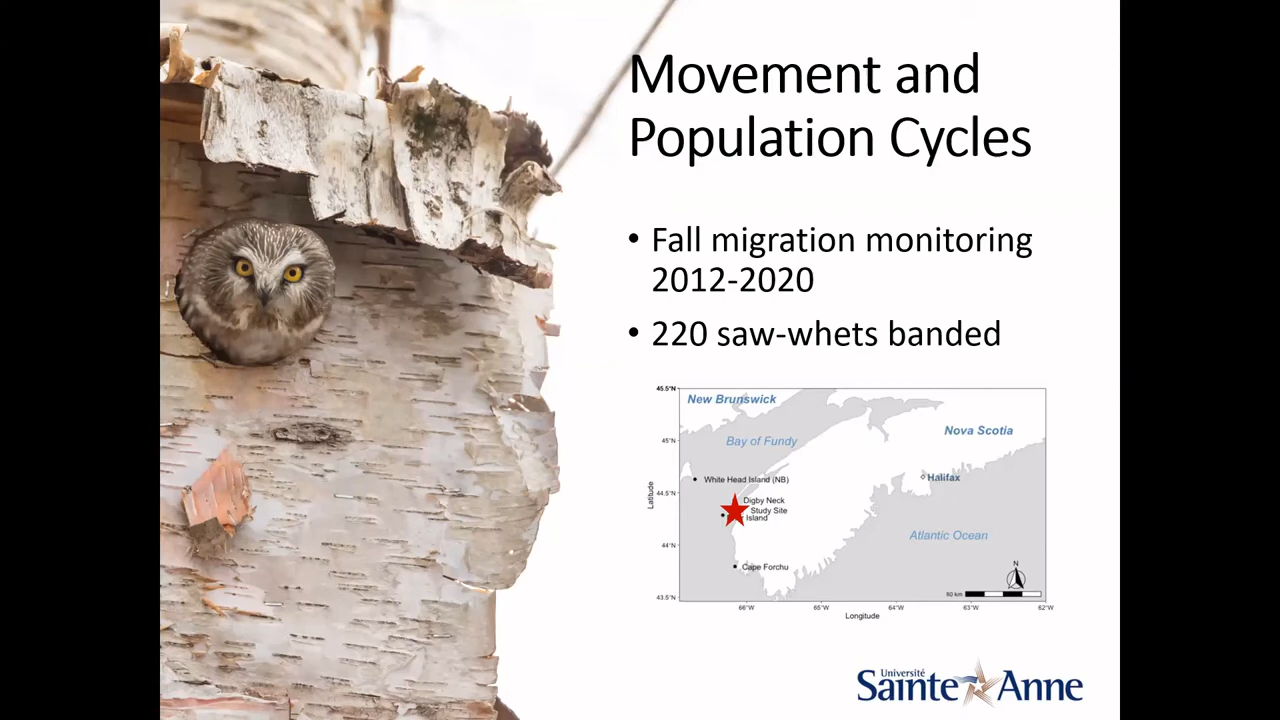 Movement and
Population Cycles
• Fall migration monitoring
2012-2020
• 220 saw-whets banded
45.5°N
New Brunswick
Nova Scotia
45°N
Bay of Fundy
White Head Island (NB)
Halifax
44.5°N
Digby Neck
Study Site
Island
Latitude
Atlantic Ocean
44°N
Cape Forchu
N
80 km
43.5°N
66°W
65°W
64°W
63°W
62°W
Longitude
Université
Sainte Anne